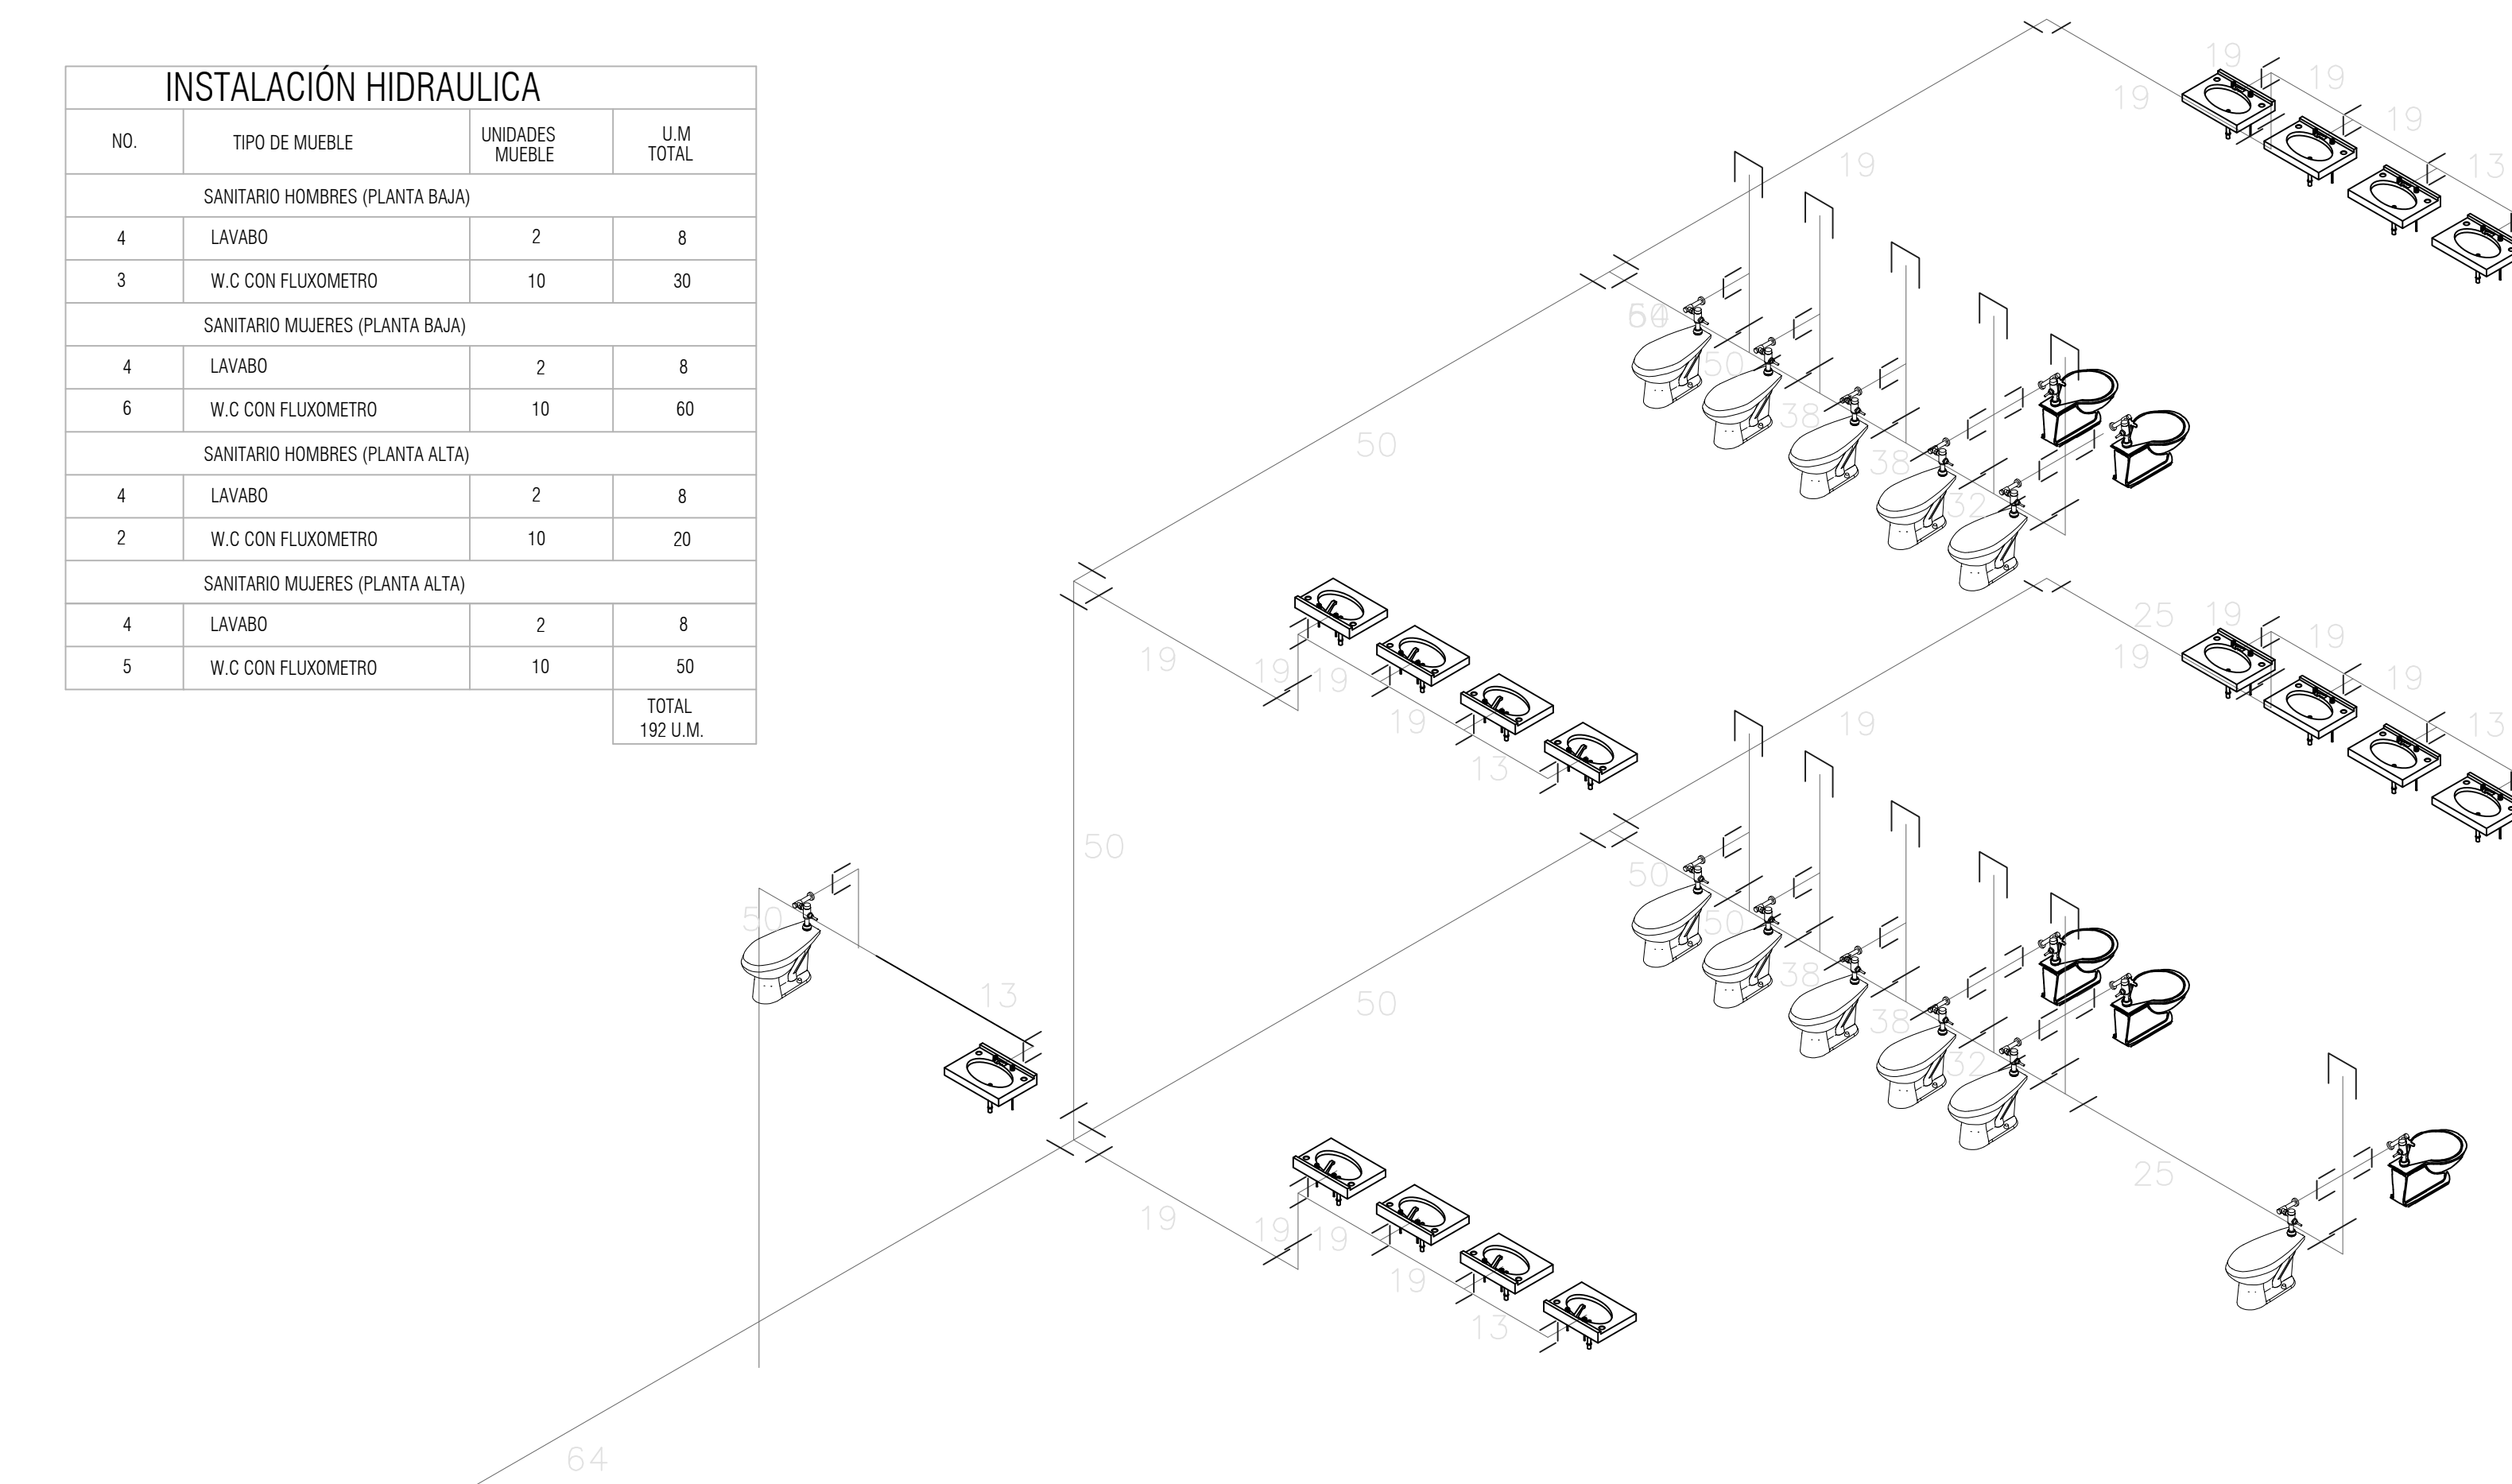 INSTALACIÓN HIDRAULICA
NO. TIPO DE MUEBLE UNIDADES MUEBLE U.M TOTAL
SANITARIO HOMBRES (PLANTA BAJA)
4 LAVABO 2 8
3 W.C CON FLUXOMETRO 10 30
SANITARIO MUJERES (PLANTA BAJA)
4 LAVABO 2 8
6 W.C CON FLUXOMETRO 10 60
SANITARIO HOMBRES (PLANTA ALTA)
4 LAVABO 2 8
2 W.C CON FLUXOMETRO 10 20
SANITARIO MUJERES (PLANTA ALTA)
4 LAVABO 2 8
5 W.C CON FLUXOMETRO 10 50
TOTAL
192 U.M.
19
19
19
19
13
19
50
38
38
32
50
19
19
19
19
13
50
25
19
19
19
19
13
19
50
50
38
38
32
50
25
50
13
19
19
19
19
13
64